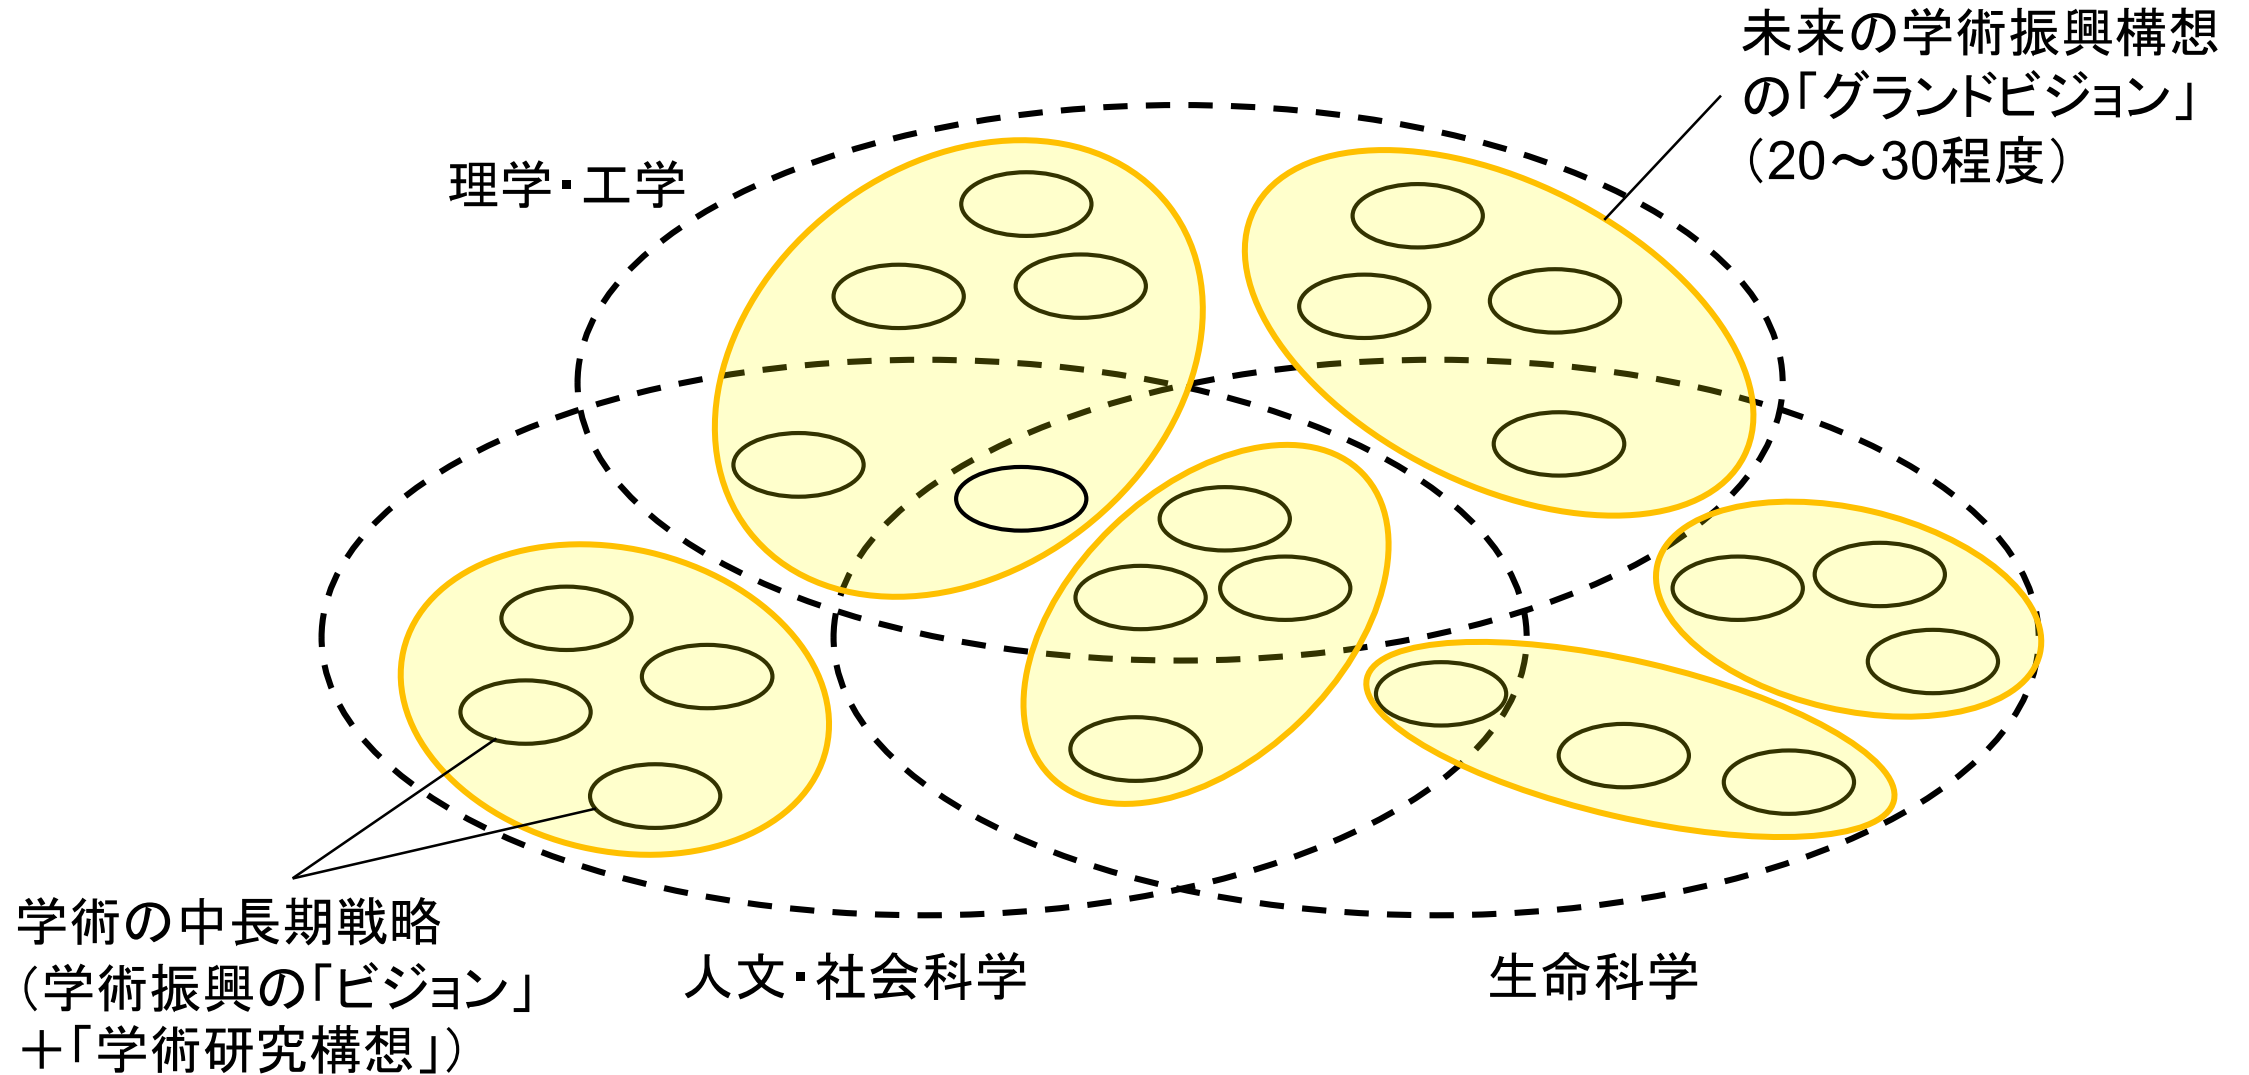 未来の学術振興構想
の「グランドビジョン」
（20～30程度）
理学・工学
学術の中長期戦略
（学術振興の「ビジョン」
＋「学術研究構想」）
人文・社会科学
生命科学